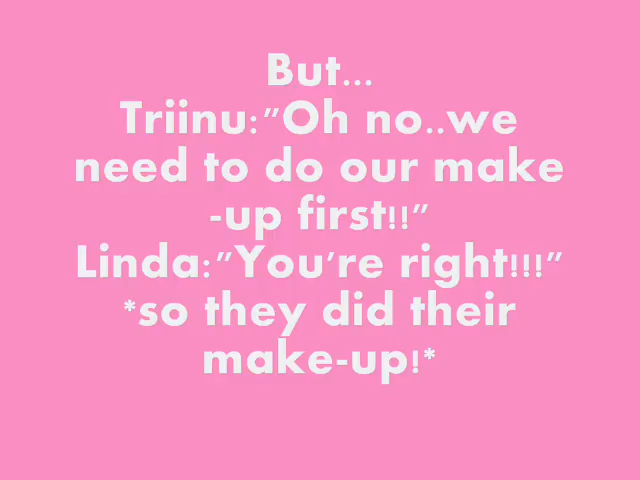 But...
Triinu:"Oh no..we
need to do our make
-up first!!"
Linda:"You're right!!!"
*so they did their
make-up!*